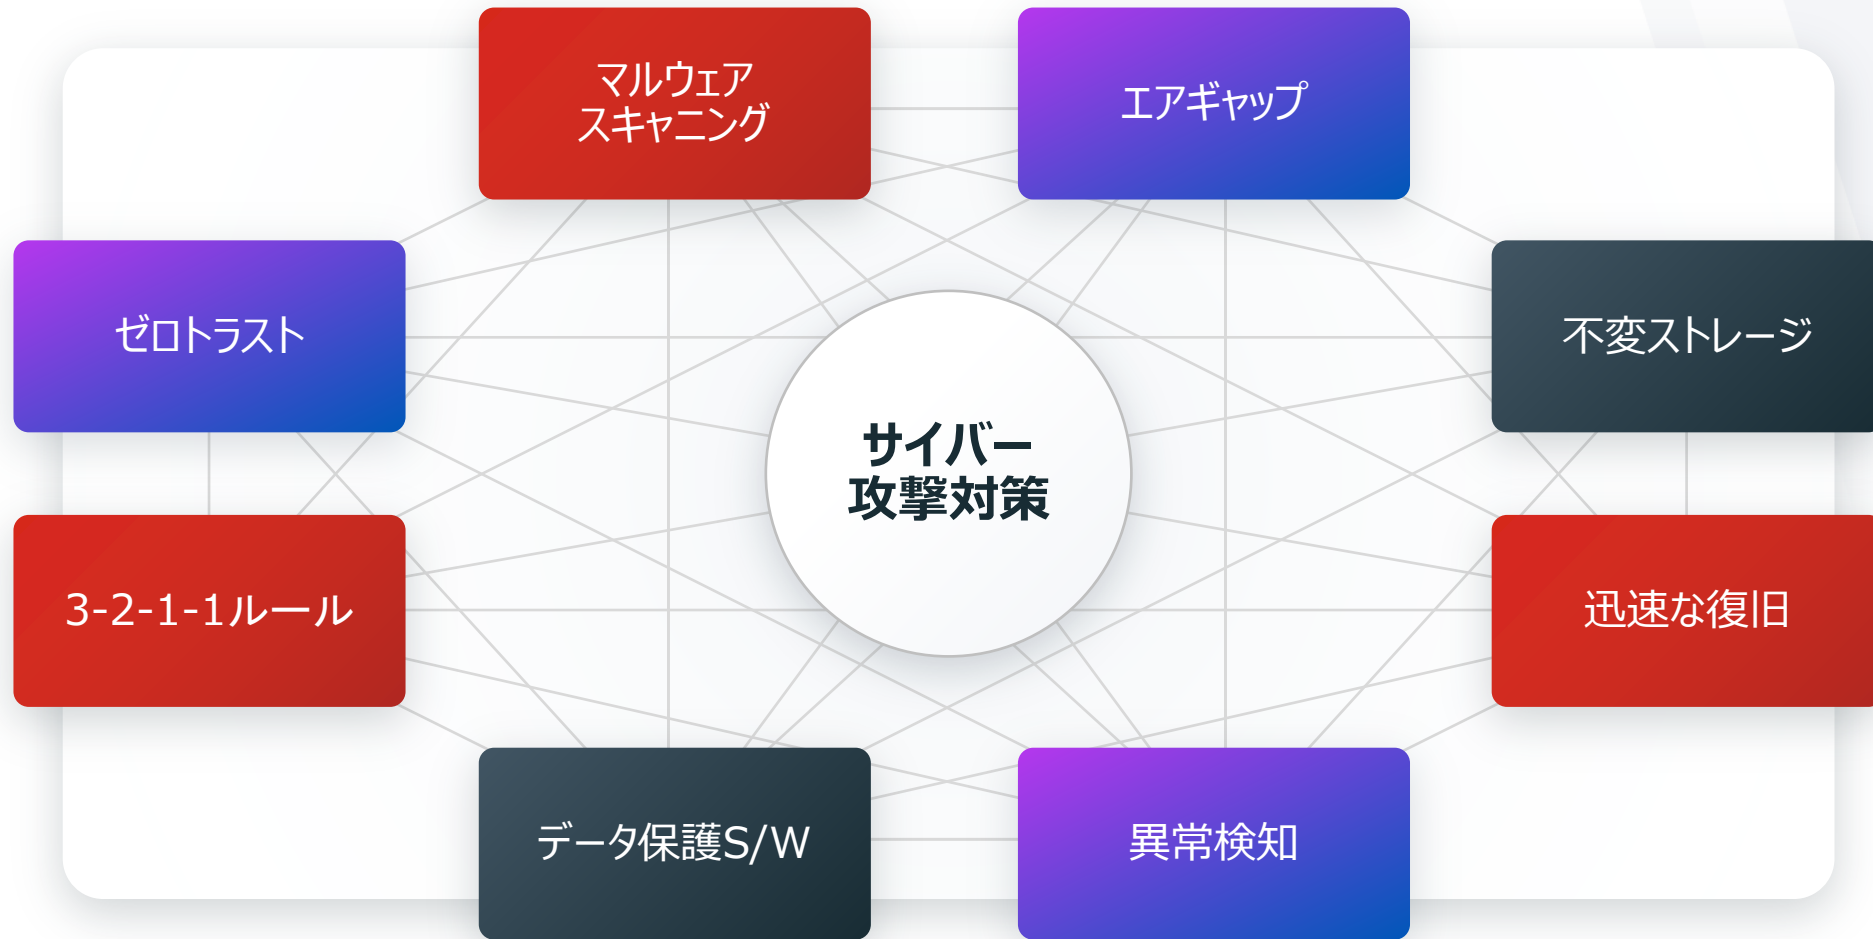 マルウェア
スキャニング
エアギャップ
ゼロトラスト
不変ストレージ
サイバー
攻撃対策
3-2-1-1ルール
迅速な復旧
データ保護S/W
異常検知